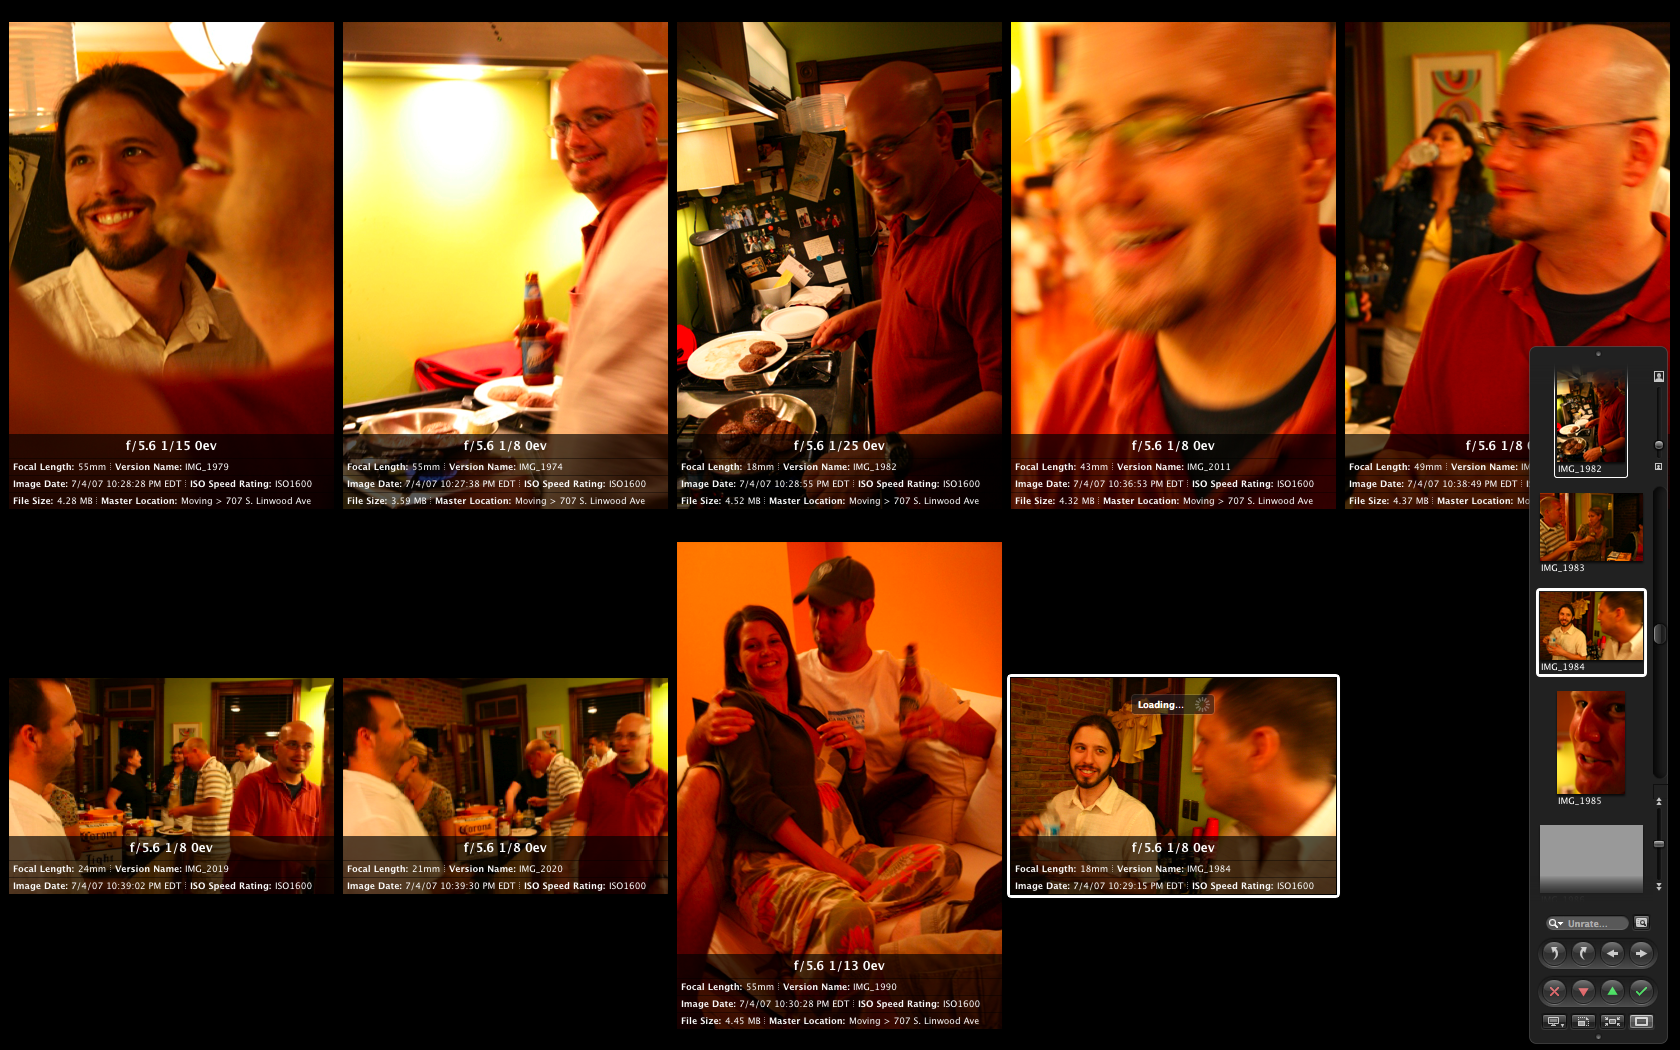 f/5.6 1/15 0ev
Focal Length: 55mm Version Name: IMG_1979
Image Date: 7/4/07 10:28:28 PM EDT ISO Speed Rating: ISO1600
File Size: 4.28 MB Master Location: Moving > 707 S. Linwood Ave
f/5.6 1/8 0ev
Focal Length: 55mm Version Name: IMG_1974
Image Date: 7/4/07 10:27:38 PM EDT ISO Speed Rating: ISO1600
File Size: 3.59 MB Master Location: Moving > 707 S. Linwood Ave
f/5.6 1/25 0ev
Focal Length: 18mm Version Name: IMG_1982
Image Date: 7/4/07 10:28:55 PM EDT ISO Speed Rating: ISO1600
File Size: 4.52 MB Master Location: Moving > 707 S. Linwood Ave
f/5.6 1/8 0ev
Focal Length: 43mm Version Name: IMG_2011
Image Date: 7/4/07 10:36:53 PM EDT ISO Speed Rating: ISO1600
File Size: 4.32 MB Master Location: Moving > 707 S. Linwood Ave
f/5.6 1/8
Focal Length: 49mm Version Name:
Image Date: 7/4/07 10:38:49 PM EDT
File Size: 4.37 MB Master Location: Mo
IMG_1982
IMG_1983
IMG_1984
IMG_1985
Unrate...
Corona
light
f/5.6 1/8 0ev
Focal Length: 24mm Version Name: IMG_2019
Image Date: 7/4/07 10:39:02 PM EDT ISO Speed Rating: ISO1600
f/5.6 1/8 0ev
Focal Length: 21mm Version Name: IMG_2020
Image Date: 7/4/07 10:39:30 PM EDT ISO Speed Rating: ISO1600
f/5.6 1/13 0ev
Focal Length: 55mm Version Name: IMG_1990
Image Date: 7/4/07 10:30:28 PM EDT ISO Speed Rating: ISO1600
File Size: 4.45 MB Master Location: Moving > 707 S. Linwood Ave
Loading...
f/5.6 1/8 0ev
Focal Length: 18mm Version Name: IMG_1984
Image Date: 7/4/07 10:29:15 PM EDT ISO Speed Rating: ISO1600